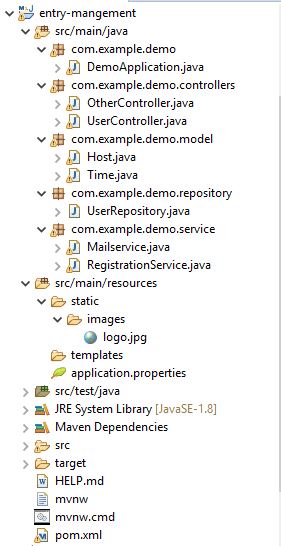 entry-mangement
src/main/java
com.example.demo
DemoApplication.java
com.example.demo.controllers
OtherController.java
UserController.java
com.example.demo.model
Host.java
Time.java
com.example.demo.repository
UserRepository.java
com.example.demo.service
Mailservice.java
RegistrationService.java
src/main/resources
static
images
logo.jpg
templates
application.properties
src/test/java
JRE System Library [JavaSE-1.8]
Maven Dependencies
src
target
HELP.md
mvnw
mvnw.cmd
pom.xml